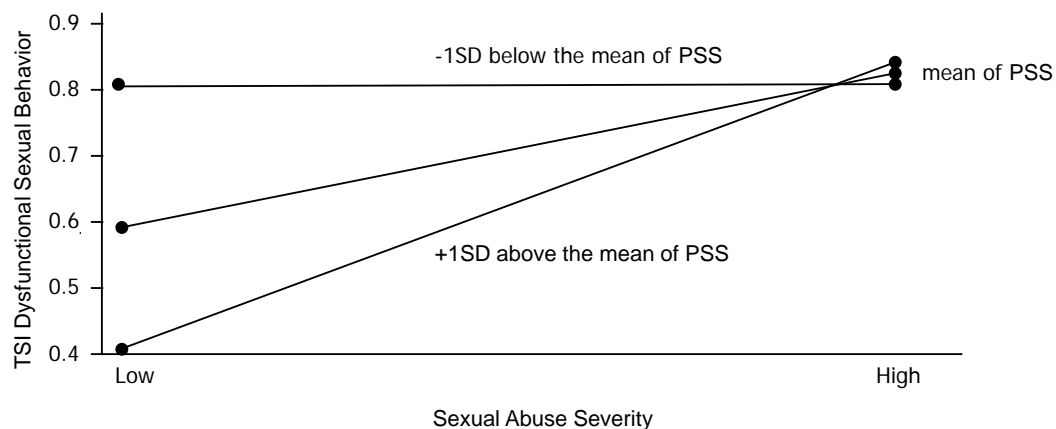 TSI Dysfunctional Sexual Behavior
0.9
0.8
0.7
0.6
0.5
0.4
-1SD below the mean of PSS
mean of PSS
+1SD above the mean of PSS
Low
High
Sexual Abuse Severity